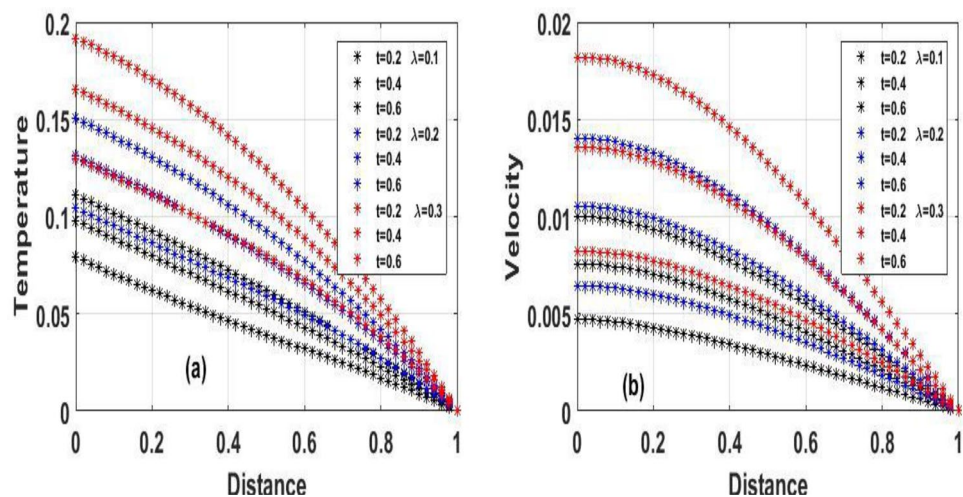 0.2
0.15
0.1
0.05
0
0 0.2 0.4 0.6 0.8 1
Temperature
Distance
(a)
t=0.2 λ=0.1
t=0.4
t=0.6
t=0.2 λ=0.2
t=0.4
t=0.6
t=0.2 λ=0.3
t=0.4
t=0.6
0.02
0.015
0.01
0.005
0
0 0.2 0.4 0.6 0.8 1
Velocity
Distance
(b)
t=0.2 λ=0.1
t=0.4
t=0.6
t=0.2 λ=0.2
t=0.4
t=0.6
t=0.2 λ=0.3
t=0.4
t=0.6